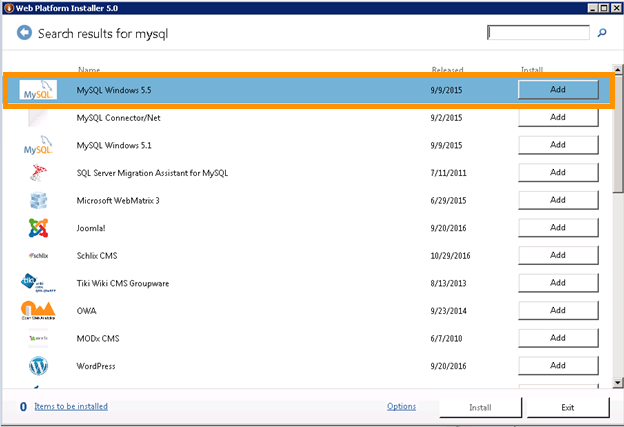 Web Platform Installer 5.0
Search results for mysql
Name Released Install
MySQL MySQL Windows 5.5 9/9/2015 Add
MySQL Connector/Net 9/2/2015 Add
MySQL MySQL Windows 5.1 9/9/2015 Add
SQL Server Migration Assistant for MySQL 7/11/2011 Add
Microsoft WebMatrix 3 6/29/2015 Add
Joomla! 9/20/2016 Add
schlix Schlix CMS 10/29/2016 Add
Tiki Wiki CMS Groupware 8/13/2013 Add
OWA 9/23/2014 Add
MODx CMS 6/7/2010 Add
WordPress 9/20/2016 Add
0 Items to be installed Options Install Exit